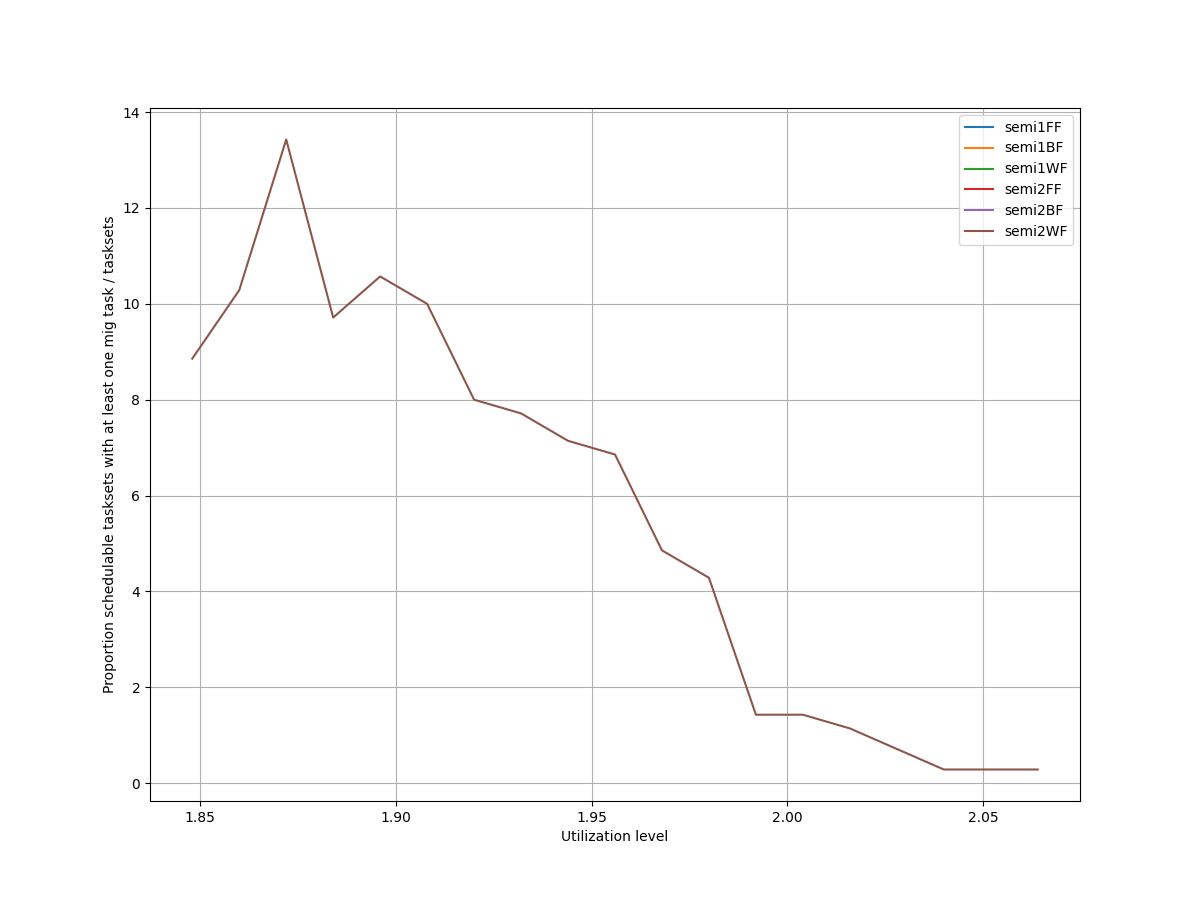 14
12
10
8
6
4
2
0
Proportion schedulable tasksets with at least one mig task / tasksets
semi1FF
semi1BF
semi1WF
semi2FF
semi2BF
semi2WF
1.85 1.90 1.95 2.00 2.05
Utilization level